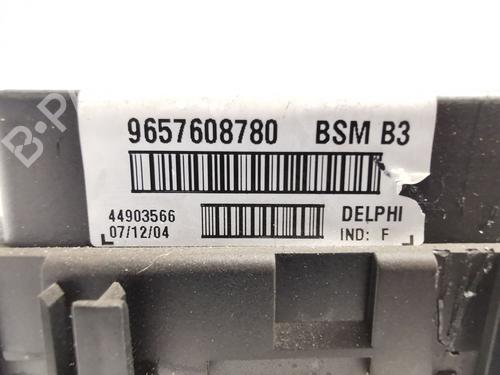 9657608780 BSM B3
44903566 DELPHI
07/12/04 IND: F